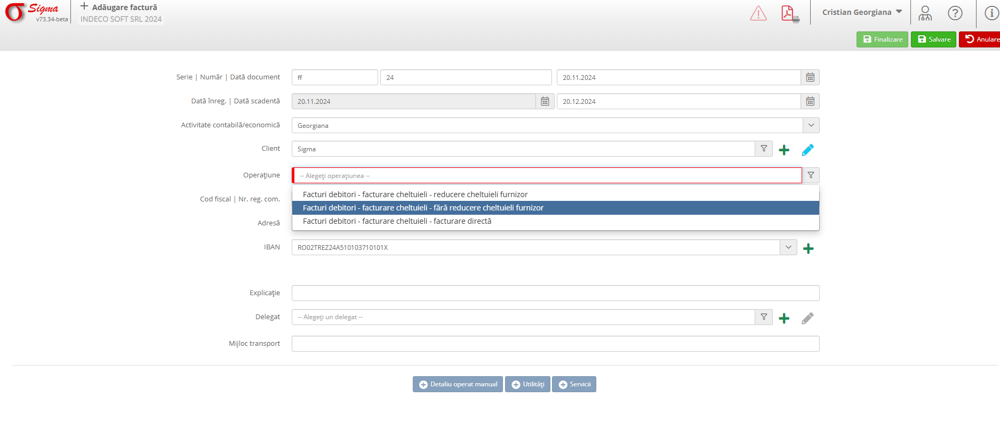 Sigma
v73.34-beta
Adăugare factură
INDECO SOFT SRL 2024
Cristian Georgiana
Finalizare
Salvare
Anulare
Serie | Număr | Dată document
ff
24
20.11.2024
Dată înreg. | Dată scadentă
20.11.2024
20.12.2024
Activitate contabilă/economică
Georgiana
Client
Sigma
Operațiune
-- Alegeți operațiunea --
Facturi debitori - facturare cheltuieli - reducere cheltuieli furnizor
Cod fiscal | Nr. reg. com.
Facturi debitori - facturare cheltuieli - fără reducere cheltuieli furnizor
Adresă
Facturi debitori - facturare cheltuieli - facturare directă
IBAN
RO02TREZ24A510103710101X
Explicație
Delegat
-- Alegeți un delegat --
Mijloc transport
Detaliu operat manual
Utilități
Servicii